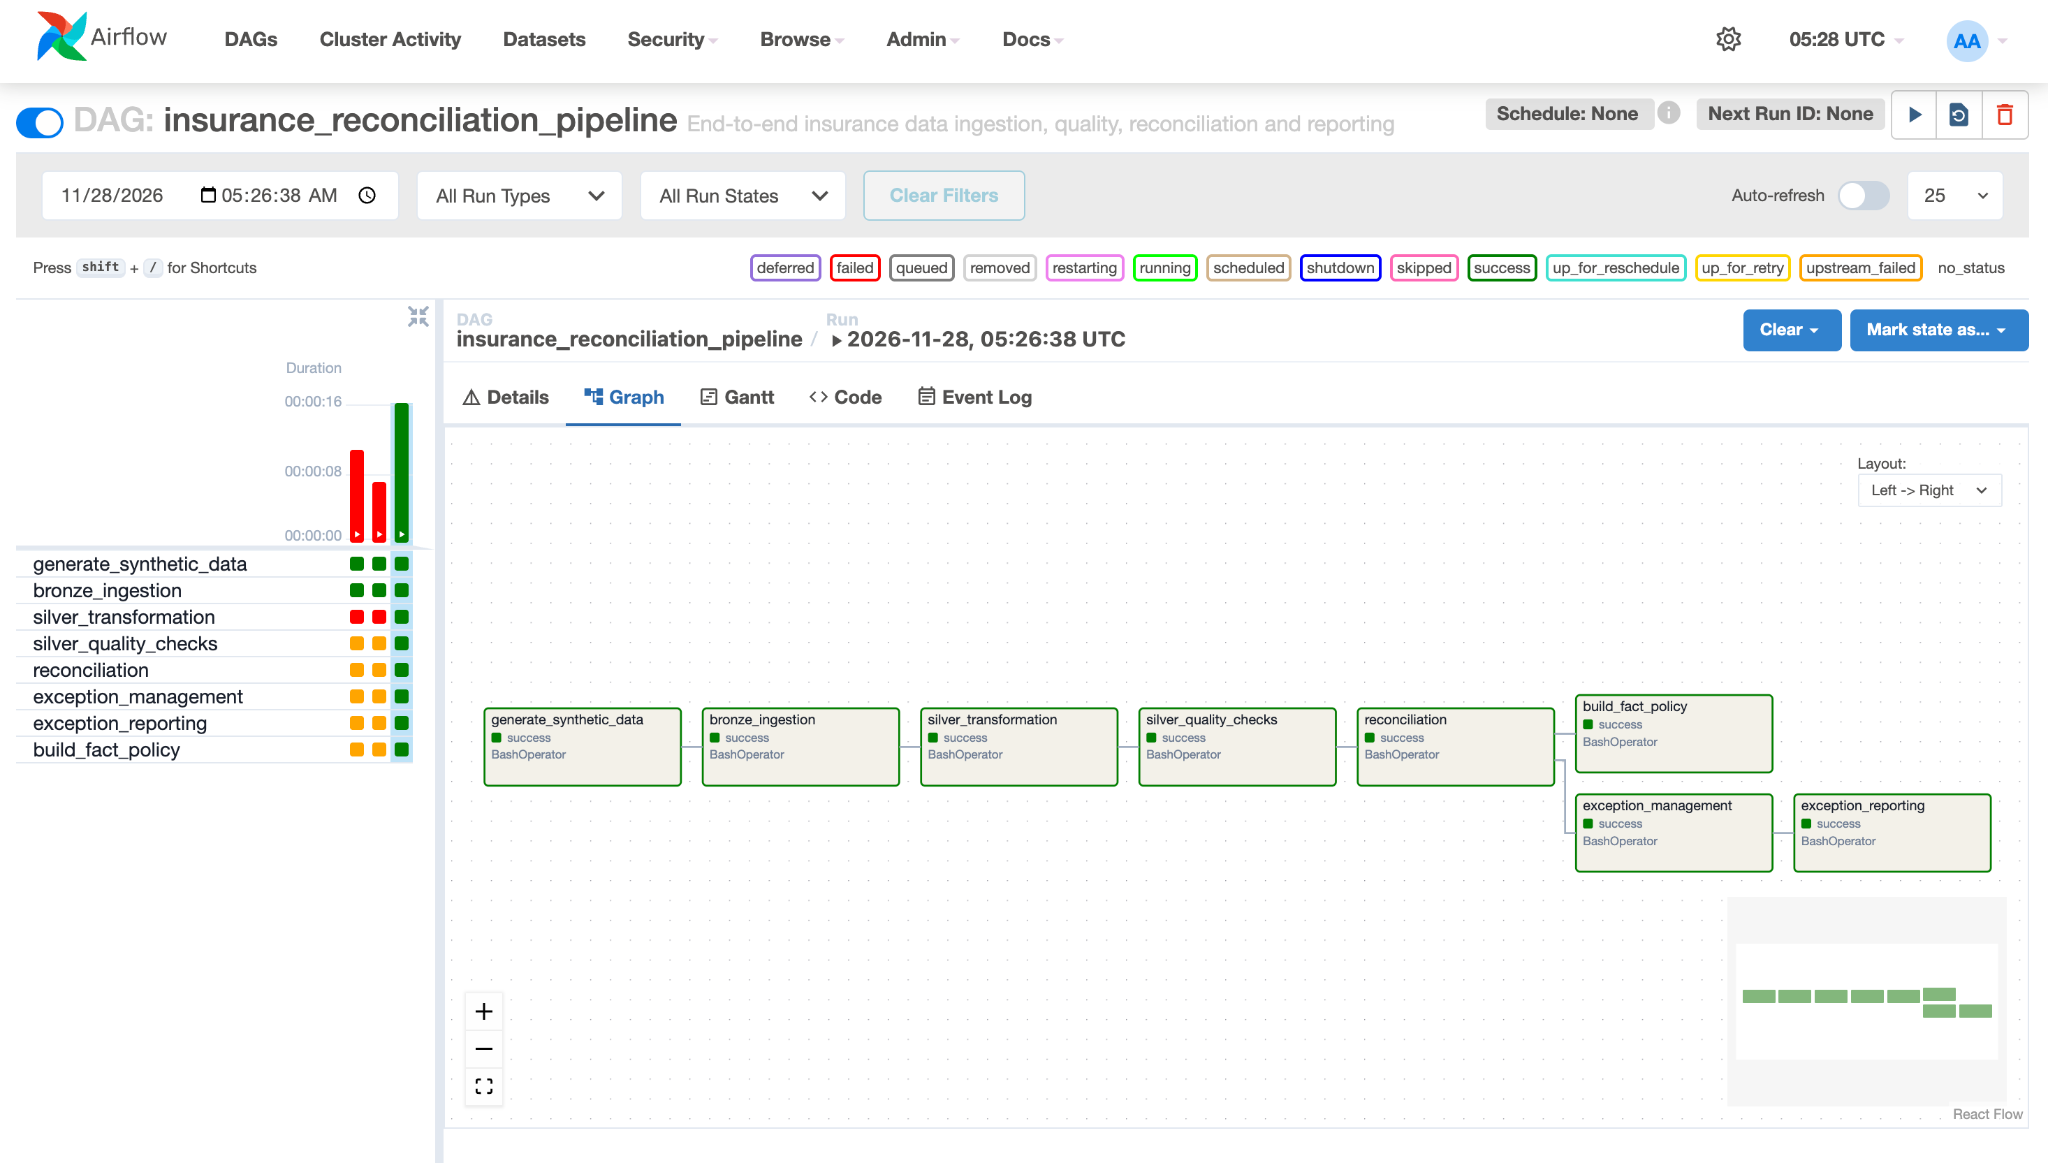 Airflow DAGs Cluster Activity Datasets Security Browse Admin Docs 05:28 UTC AA
DAG: insurance_reconciliation_pipeline End-to-end insurance data ingestion, quality, reconciliation and reporting Schedule: None i Next Run ID: None
11/28/2026 05:26:38 AM All Run Types All Run States Clear Filters Auto-refresh 25
Press shift + / for Shortcuts deferred failed queued removed restarting running scheduled shutdown skipped success up_for_reschedule up_for_retry upstream_failed no_status
DAG Run
insurance_reconciliation_pipeline / 2026-11-28, 05:26:38 UTC Clear Mark state as...
Details Graph Gantt <> Code Event Log
Duration
00:00:16
00:00:08
00:00:00
generate_synthetic_data
bronze_ingestion
silver_transformation
silver_quality_checks
reconciliation
exception_management
exception_reporting
build_fact_policy
Layout:
Left -> Right
generate_synthetic_data
success
BashOperator
bronze_ingestion
success
BashOperator
silver_transformation
success
BashOperator
silver_quality_checks
success
BashOperator
reconciliation
success
BashOperator
build_fact_policy
success
BashOperator
exception_management
success
BashOperator
exception_reporting
success
BashOperator
React Flow